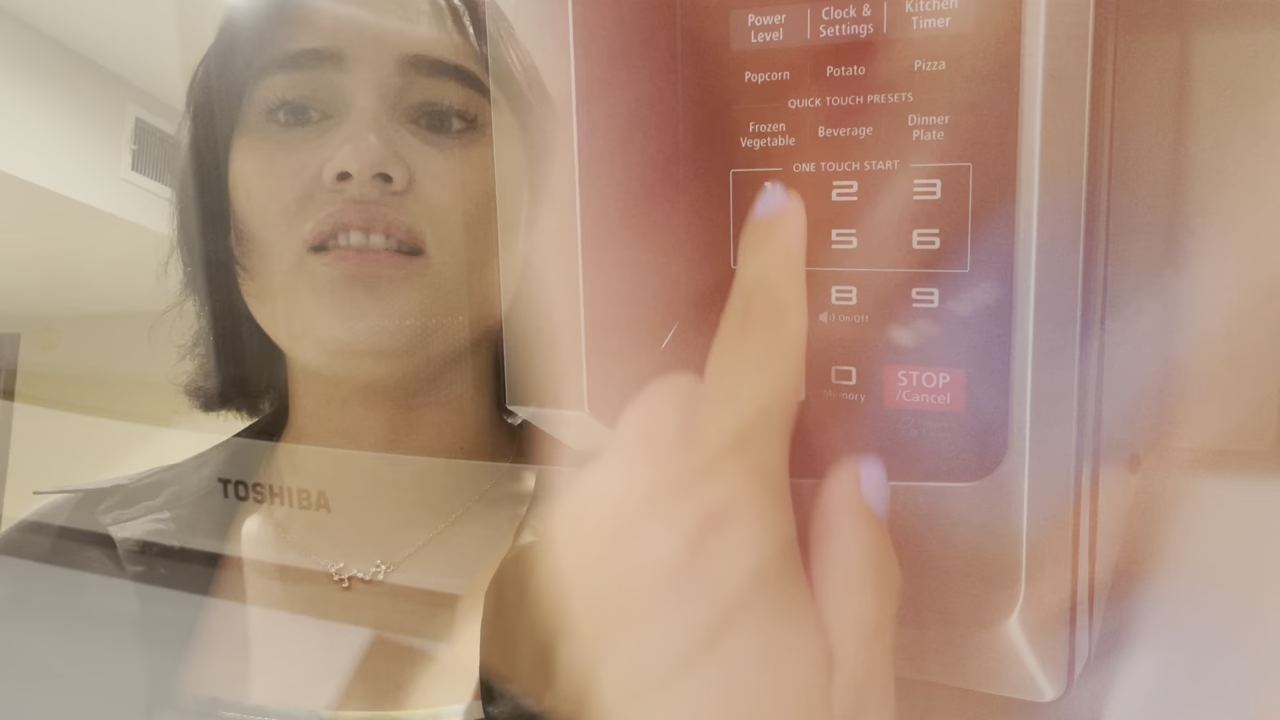 Power Level
Clock & Settings
Kitchen Timer
Popcorn
Potato
Pizza
QUICK TOUCH PRESETS
Frozen Vegetable
Beverage
Dinner Plate
ONE TOUCH START
1 2 3
5 6
8 9
On/Off
0
Memory
STOP
/Cancel
TOSHIBA